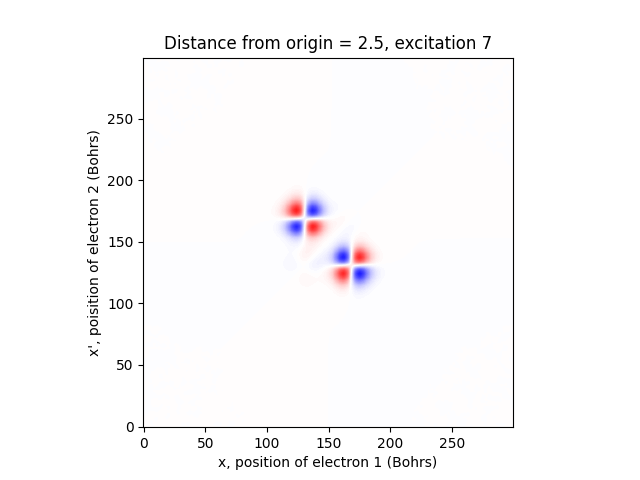 Distance from origin = 2.5, excitation 7
250
200
150
100
50
0
x', poisition of electron 2 (Bohrs)
0 50 100 150 200 250
x, position of electron 1 (Bohrs)